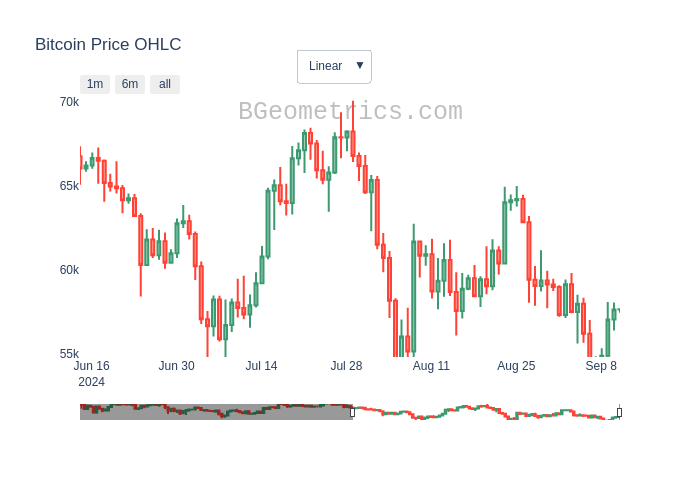 Bitcoin Price OHLC
Linear ▼
1m 6m all
BGeometrics.com
70k
65k
60k
55k
Jun 16 Jun 30 Jul 14 Jul 28 Aug 11 Aug 25 Sep 8
2024